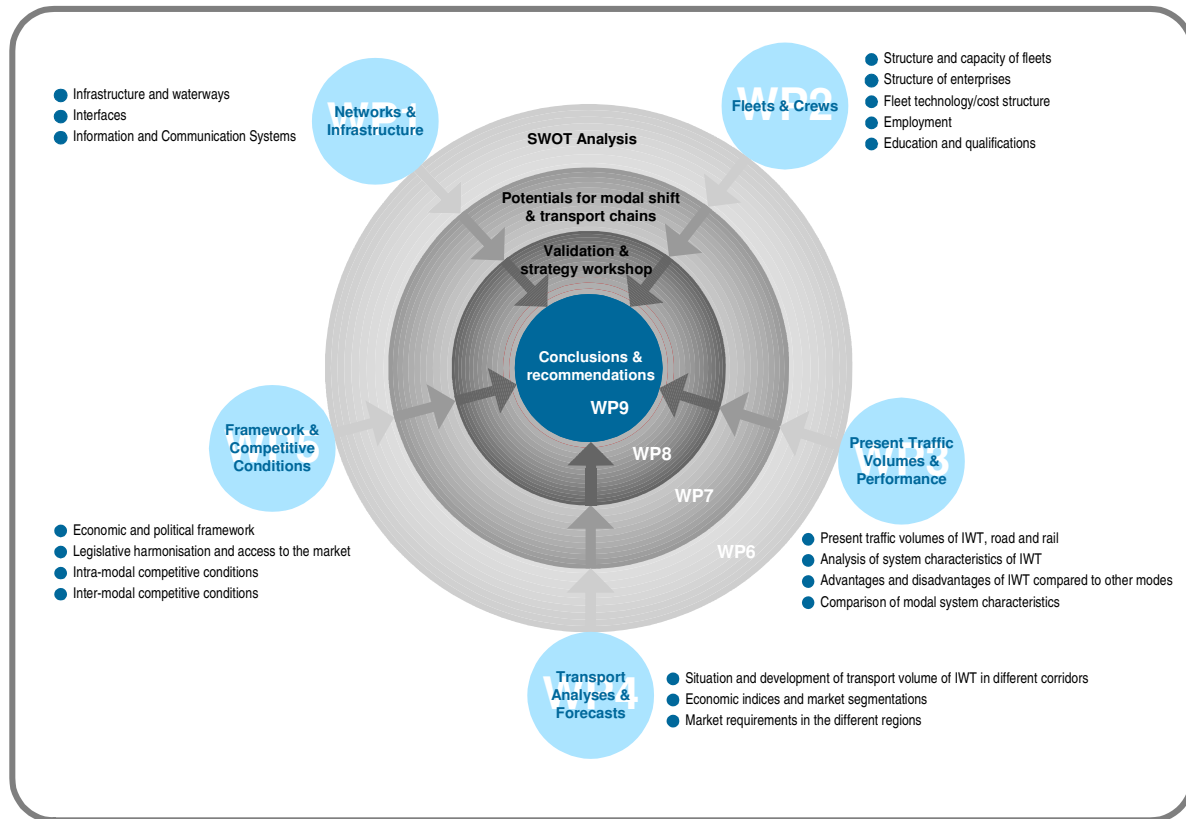 WP1
Networks &
Infrastructure
Infrastructure and waterways
Interfaces
Information and Communication Systems
WP2
Fleets & Crews
Structure and capacity of fleets
Structure of enterprises
Fleet technology/cost structure
Employment
Education and qualifications
SWOT Analysis
Potentials for modal shift
& transport chains
Validation &
strategy workshop
Conclusions &
recommendations
WP9
WP8
WP7
WP6
WP5
Framework &
Competitive
Conditions
Economic and political framework
Legislative harmonisation and access to the market
Intra-modal competitive conditions
Inter-modal competitive conditions
WP3
Present Traffic
Volumes &
Performance
Present traffic volumes of IWT, road and rail
Analysis of system characteristics of IWT
Advantages and disadvantages of IWT compared to other modes
Comparison of modal system characteristics
WP4
Transport
Analyses &
Forecasts
Situation and development of transport volume of IWT in different corridors
Economic indices and market segmentations
Market requirements in the different regions